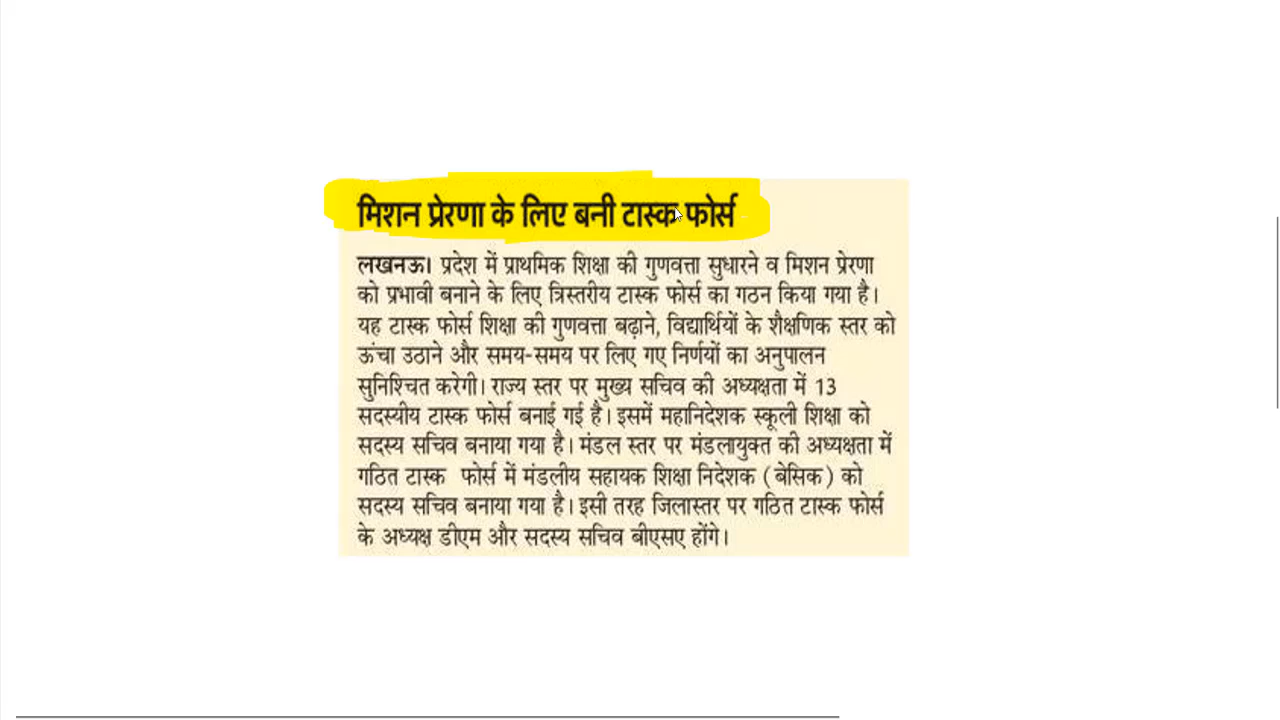 मिशन प्रेरणा के लिए बनी टास्क फोर्स
लखनऊ। प्रदेश में प्राथमिक शिक्षा की गुणवत्ता सुधारने व मिशन प्रेरणा
को प्रभावी बनाने के लिए त्रिस्तरीय टास्क फोर्स का गठन किया गया है।
यह टास्क फोर्स शिक्षा की गुणवत्ता बढ़ाने, विद्यार्थियों के शैक्षणिक स्तर को
ऊंचा उठाने और समय-समय पर लिए गए निर्णयों का अनुपालन
सुनिश्चित करेगी। राज्य स्तर पर मुख्य सचिव की अध्यक्षता में 13
सदस्यीय टास्क फोर्स बनाई गई है। इसमें महानिदेशक स्कूली शिक्षा को
सदस्य सचिव बनाया गया है। मंडल स्तर पर मंडलायुक्त की अध्यक्षता में
गठित टास्क फोर्स में मंडलीय सहायक शिक्षा निदेशक (बेसिक) को
सदस्य सचिव बनाया गया है। इसी तरह जिलास्तर पर गठित टास्क फोर्स
के अध्यक्ष डीएम और सदस्य सचिव बीएसए होंगे।